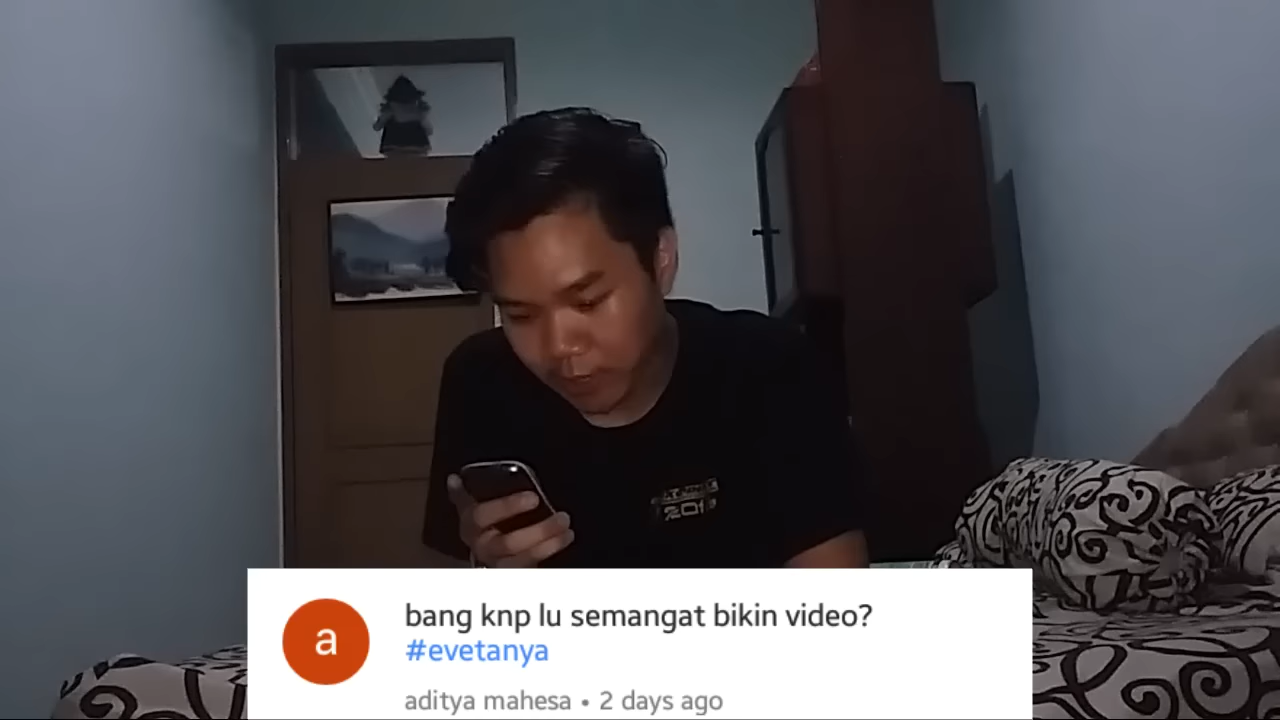 a
bang knp lu semangat bikin video?
#evetanya
aditya mahesa • 2 days ago